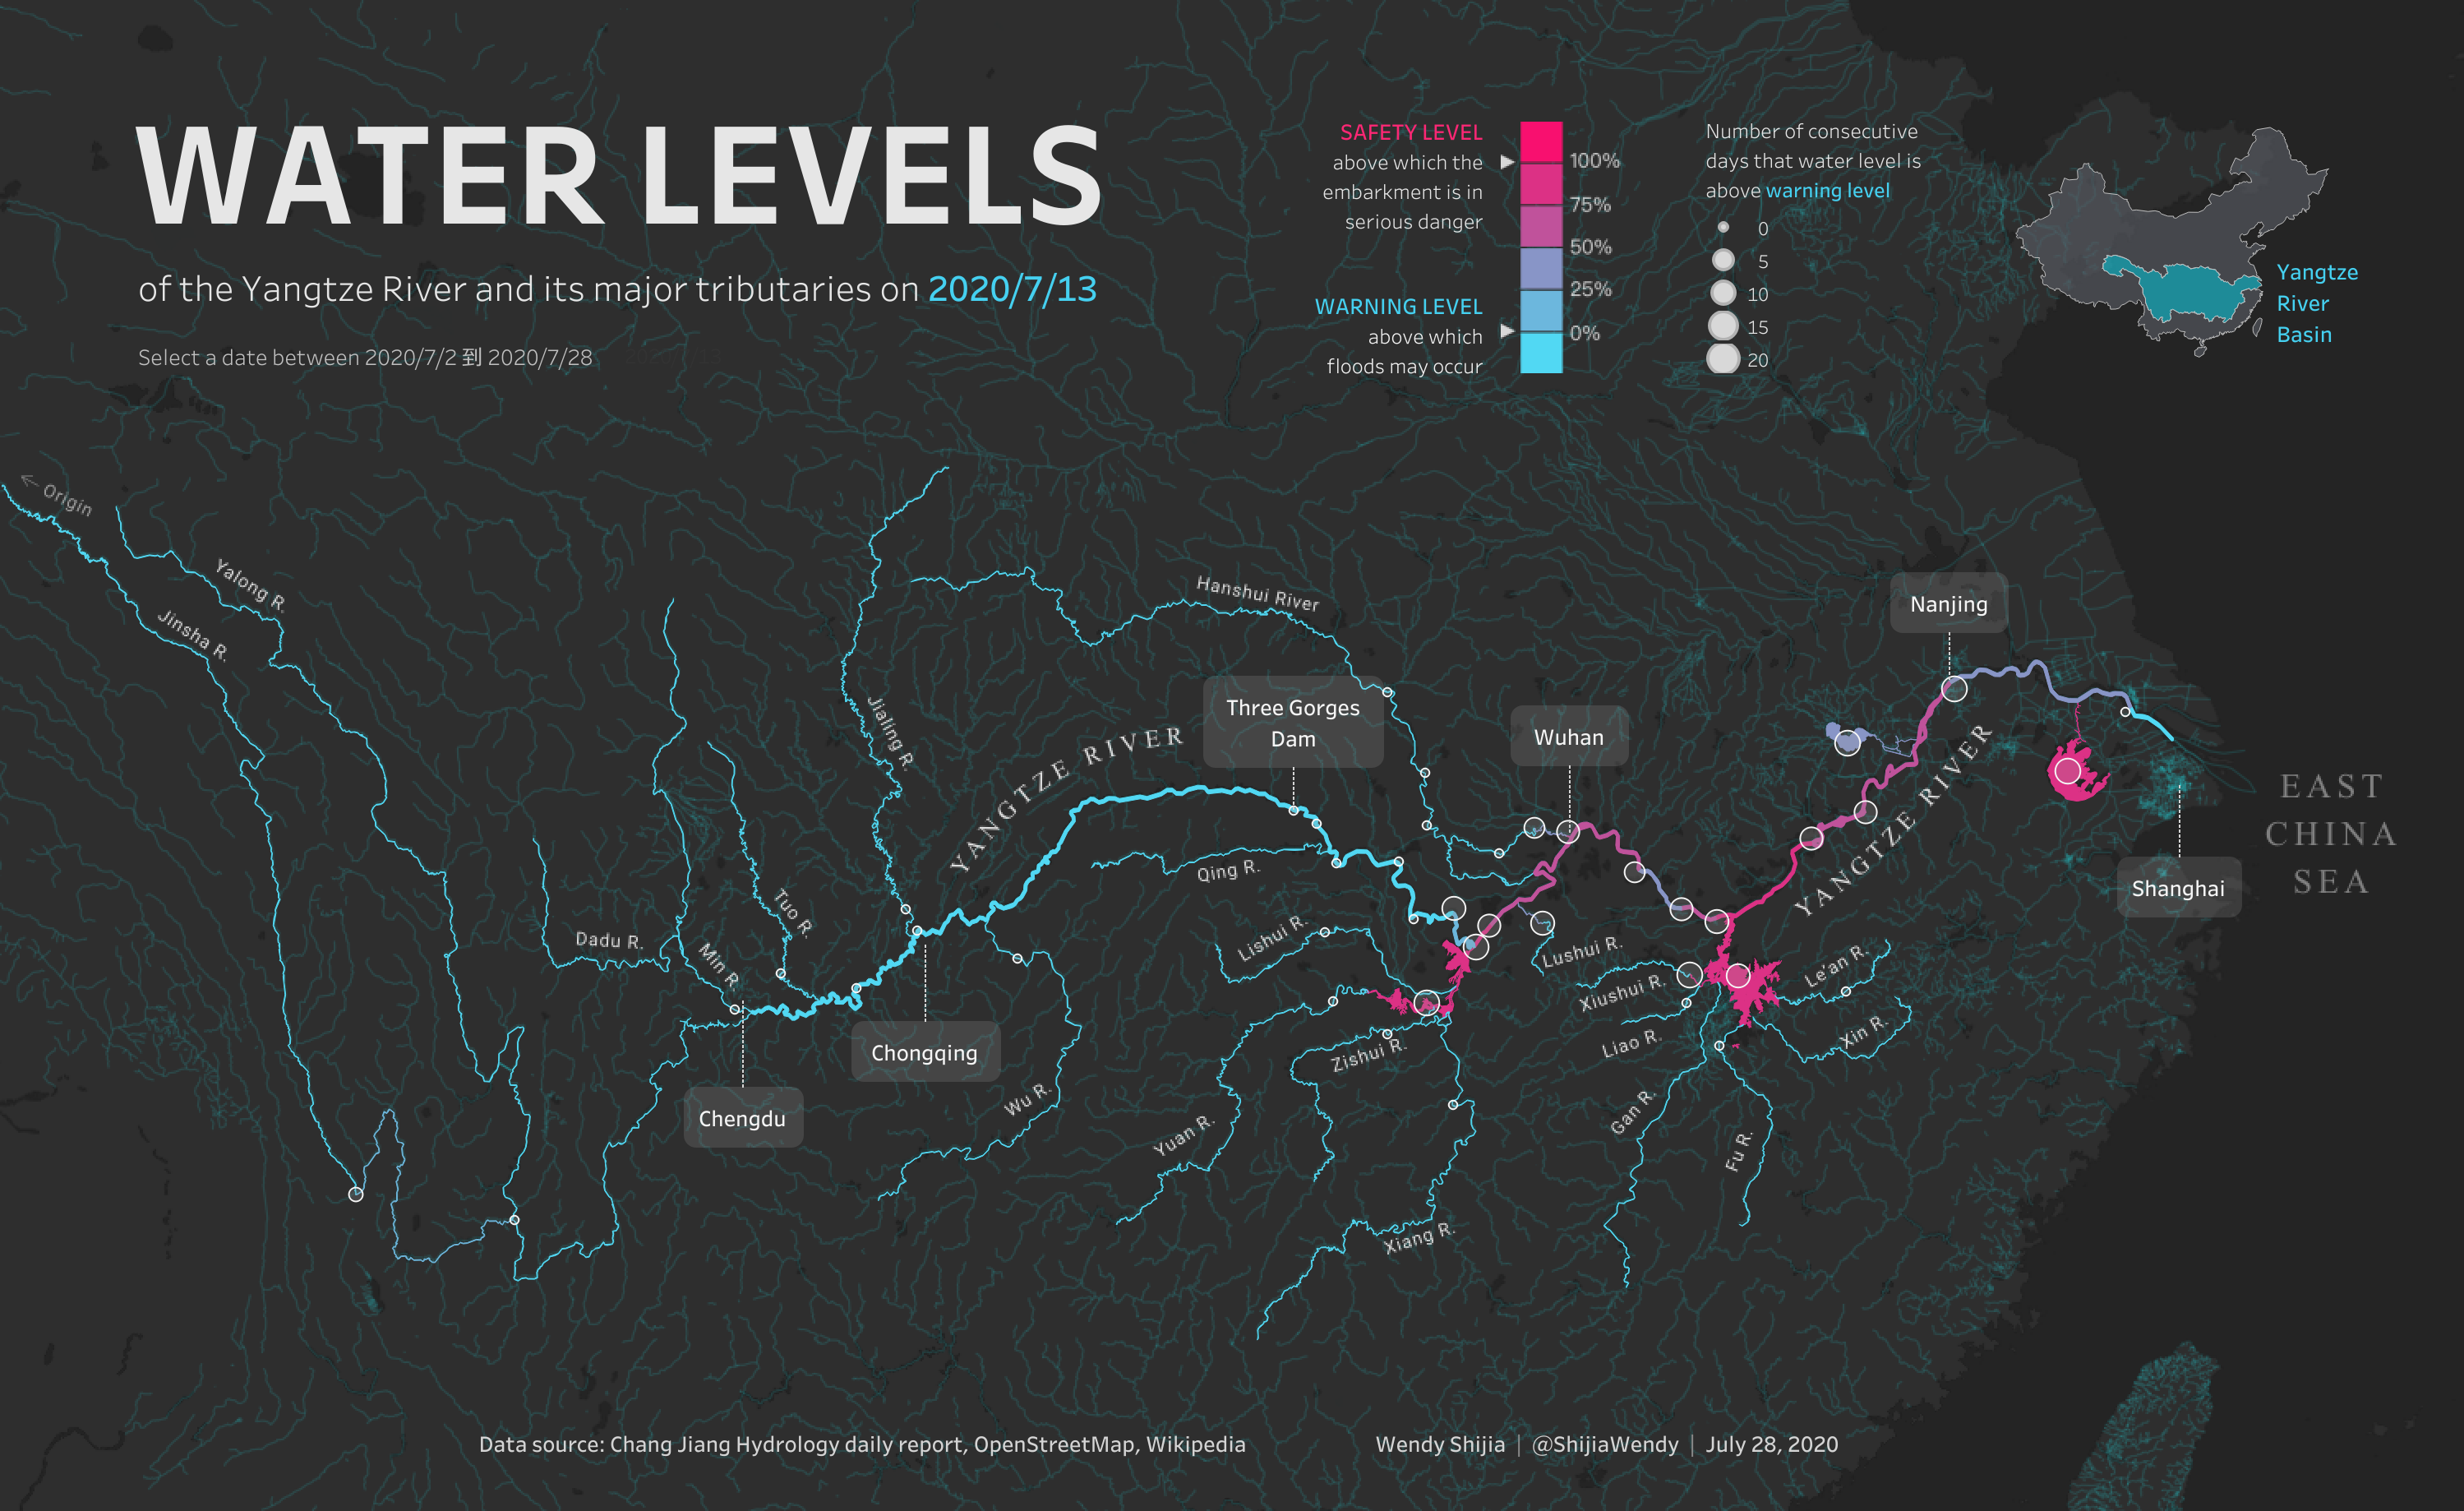 WATER LEVELS
of the Yangtze River and its major tributaries on 2020/7/13
Select a date between 2020/7/2 到 2020/7/28
SAFETY LEVEL
above which the
embarkment is in
serious danger
WARNING LEVEL
above which
floods may occur
100%
75%
50%
25%
0%
Number of consecutive
days that water level is
above warning level
0
5
10
15
20
Yangtze
River
Basin
← Origin
Yalong R.
Jinsha R.
Hanshui River
Nanjing
Jialing R.
YANGTZE RIVER
Three Gorges
Dam
Wuhan
YANGTZE RIVER
EAST
CHINA
SEA
Shanghai
Qing R.
Tuo R.
Dadu R.
Min R.
Lishui R.
Lushui R.
Xiushui R.
Le'an R.
Liao R.
Xin R.
Zishui R.
Chongqing
Chengdu
Wu R.
Yuan R.
Gan R.
Fu R.
Xiang R.
Data source: Chang Jiang Hydrology daily report, OpenStreetMap, Wikipedia
Wendy Shijia | @ShijiaWendy | July 28, 2020